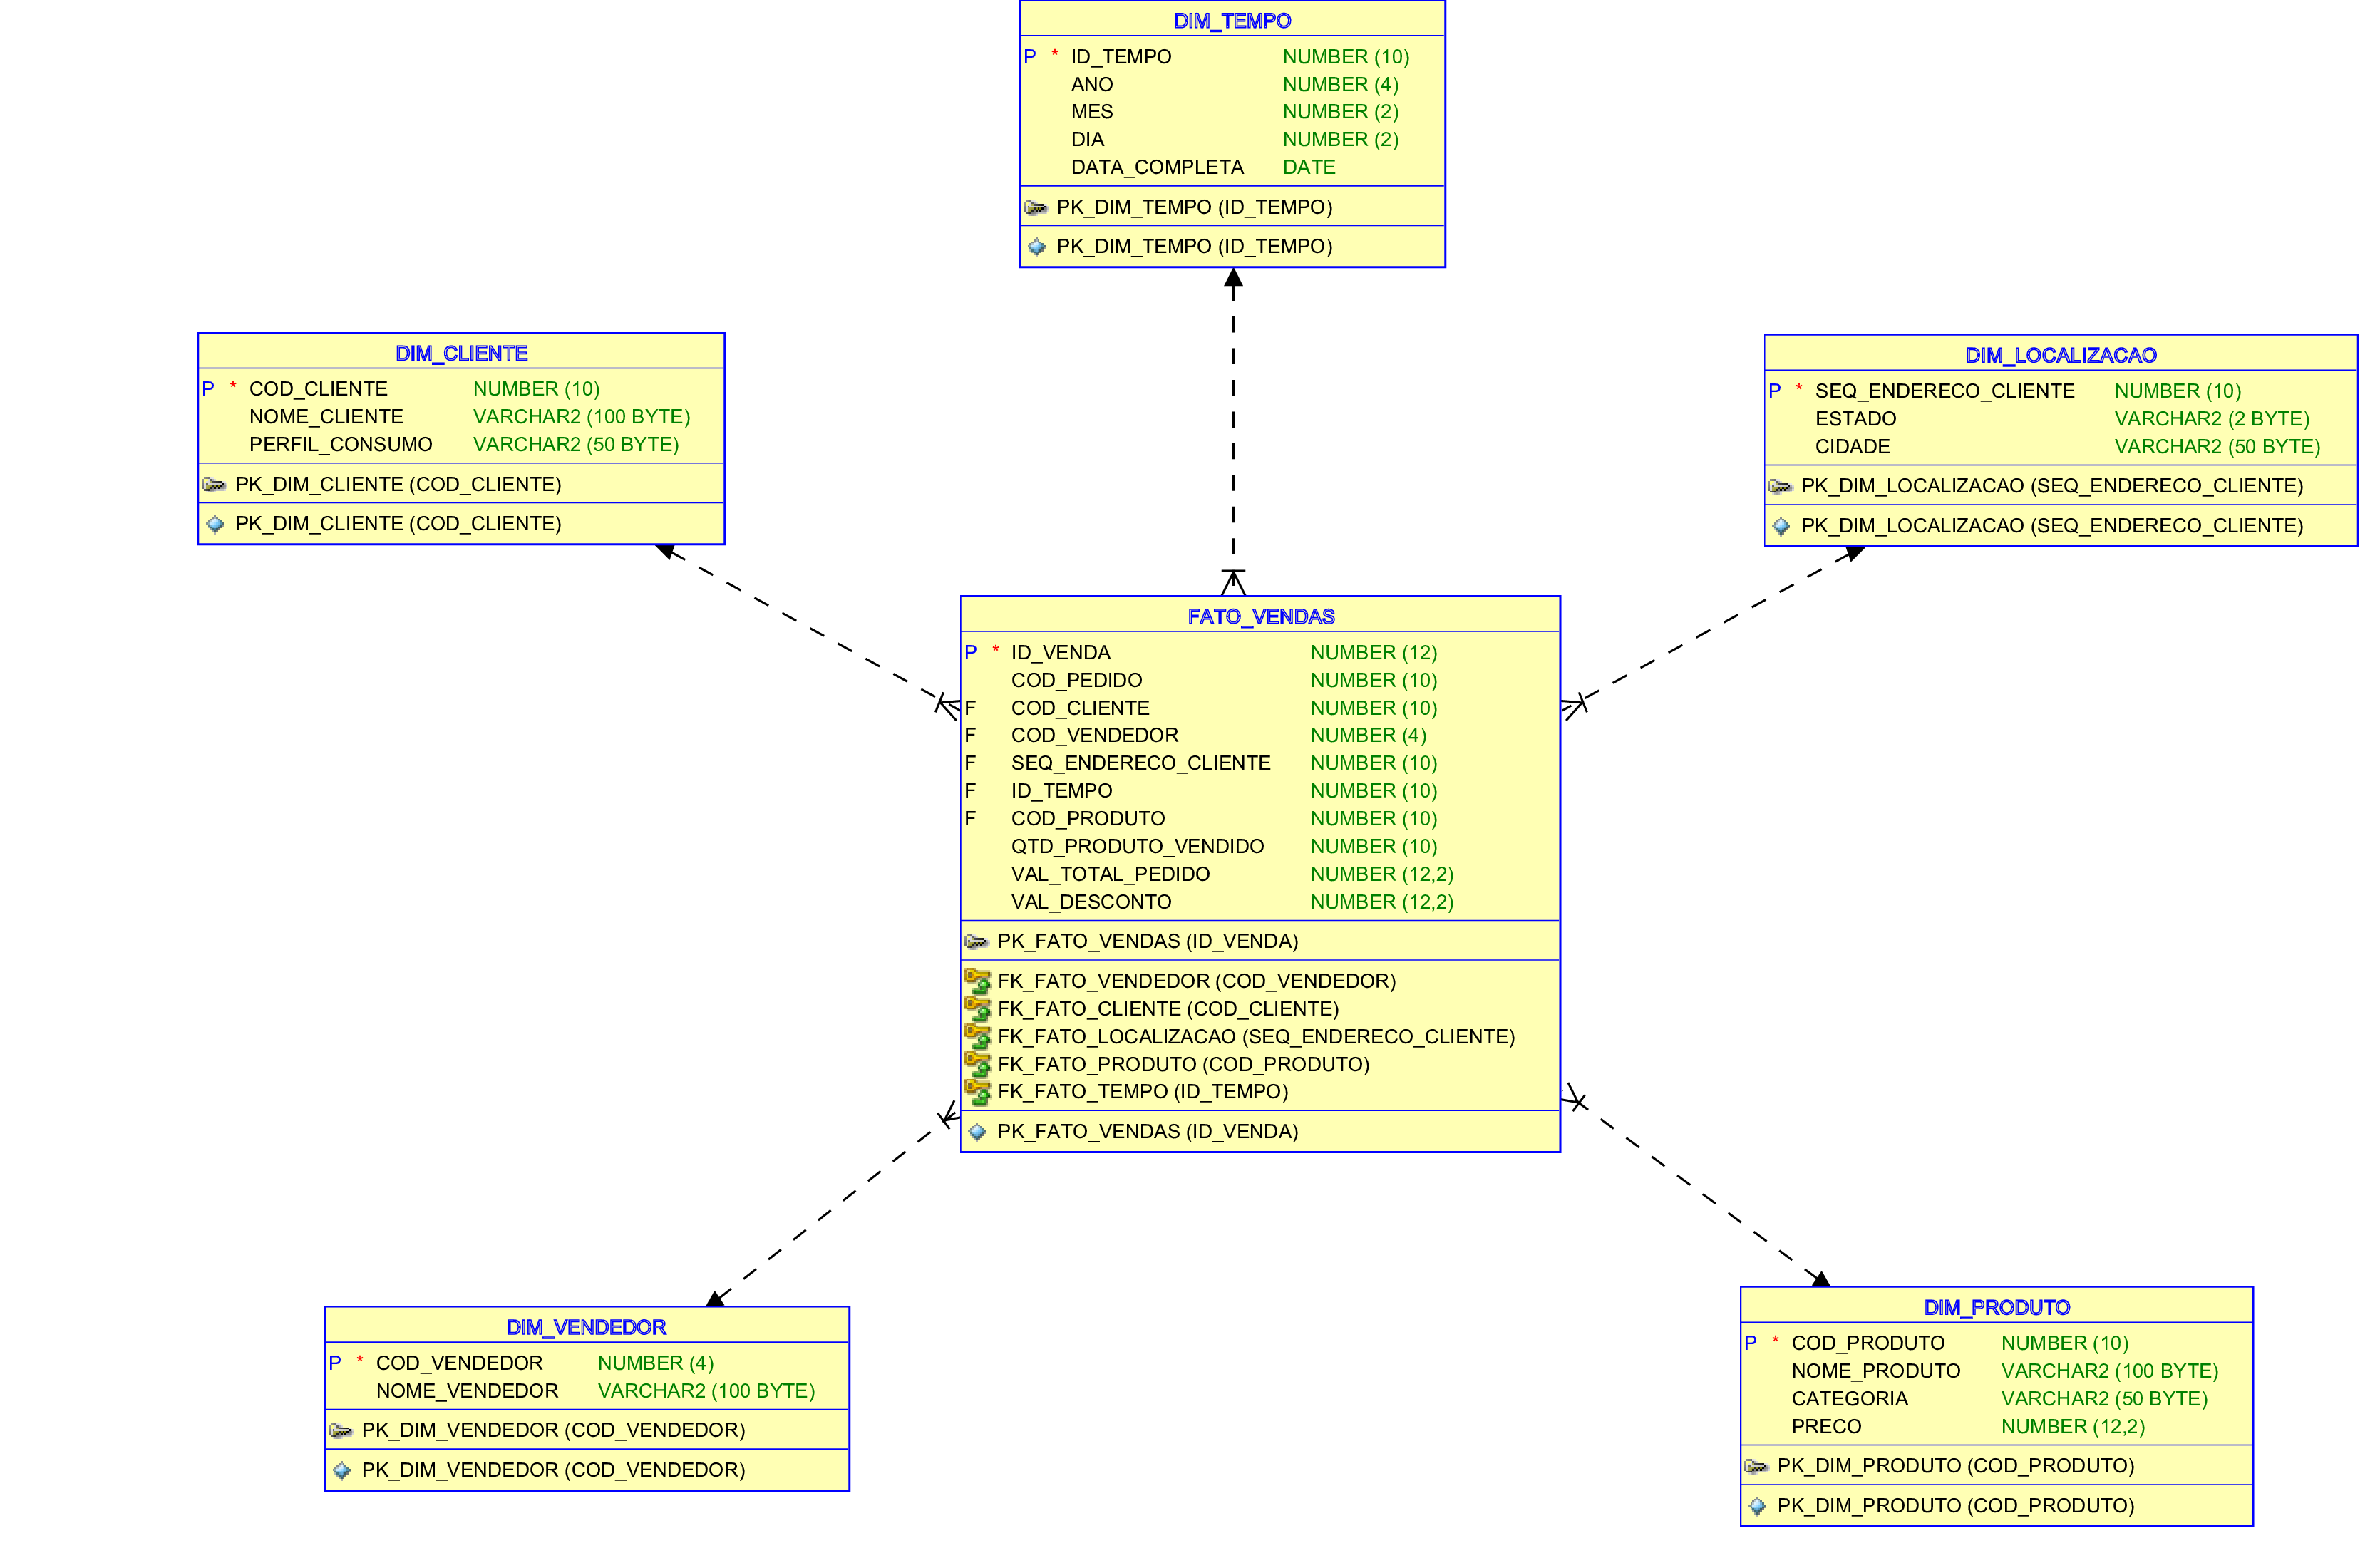 DIM_TEMPO
P * ID_TEMPO NUMBER (10)
ANO NUMBER (4)
MES NUMBER (2)
DIA NUMBER (2)
DATA_COMPLETA DATE
PK_DIM_TEMPO (ID_TEMPO)
PK_DIM_TEMPO (ID_TEMPO)
DIM_CLIENTE
P * COD_CLIENTE NUMBER (10)
NOME_CLIENTE VARCHAR2 (100 BYTE)
PERFIL_CONSUMO VARCHAR2 (50 BYTE)
PK_DIM_CLIENTE (COD_CLIENTE)
PK_DIM_CLIENTE (COD_CLIENTE)
DIM_LOCALIZACAO
P * SEQ_ENDERECO_CLIENTE NUMBER (10)
ESTADO VARCHAR2 (2 BYTE)
CIDADE VARCHAR2 (50 BYTE)
PK_DIM_LOCALIZACAO (SEQ_ENDERECO_CLIENTE)
PK_DIM_LOCALIZACAO (SEQ_ENDERECO_CLIENTE)
FATO_VENDAS
P * ID_VENDA NUMBER (12)
COD_PEDIDO NUMBER (10)
F COD_CLIENTE NUMBER (10)
F COD_VENDEDOR NUMBER (4)
F SEQ_ENDERECO_CLIENTE NUMBER (10)
F ID_TEMPO NUMBER (10)
F COD_PRODUTO NUMBER (10)
QTD_PRODUTO_VENDIDO NUMBER (10)
VAL_TOTAL_PEDIDO NUMBER (12,2)
VAL_DESCONTO NUMBER (12,2)
PK_FATO_VENDAS (ID_VENDA)
FK_FATO_VENDEDOR (COD_VENDEDOR)
FK_FATO_CLIENTE (COD_CLIENTE)
FK_FATO_LOCALIZACAO (SEQ_ENDERECO_CLIENTE)
FK_FATO_PRODUTO (COD_PRODUTO)
FK_FATO_TEMPO (ID_TEMPO)
PK_FATO_VENDAS (ID_VENDA)
DIM_VENDEDOR
P * COD_VENDEDOR NUMBER (4)
NOME_VENDEDOR VARCHAR2 (100 BYTE)
PK_DIM_VENDEDOR (COD_VENDEDOR)
PK_DIM_VENDEDOR (COD_VENDEDOR)
DIM_PRODUTO
P * COD_PRODUTO NUMBER (10)
NOME_PRODUTO VARCHAR2 (100 BYTE)
CATEGORIA VARCHAR2 (50 BYTE)
PRECO NUMBER (12,2)
PK_DIM_PRODUTO (COD_PRODUTO)
PK_DIM_PRODUTO (COD_PRODUTO)